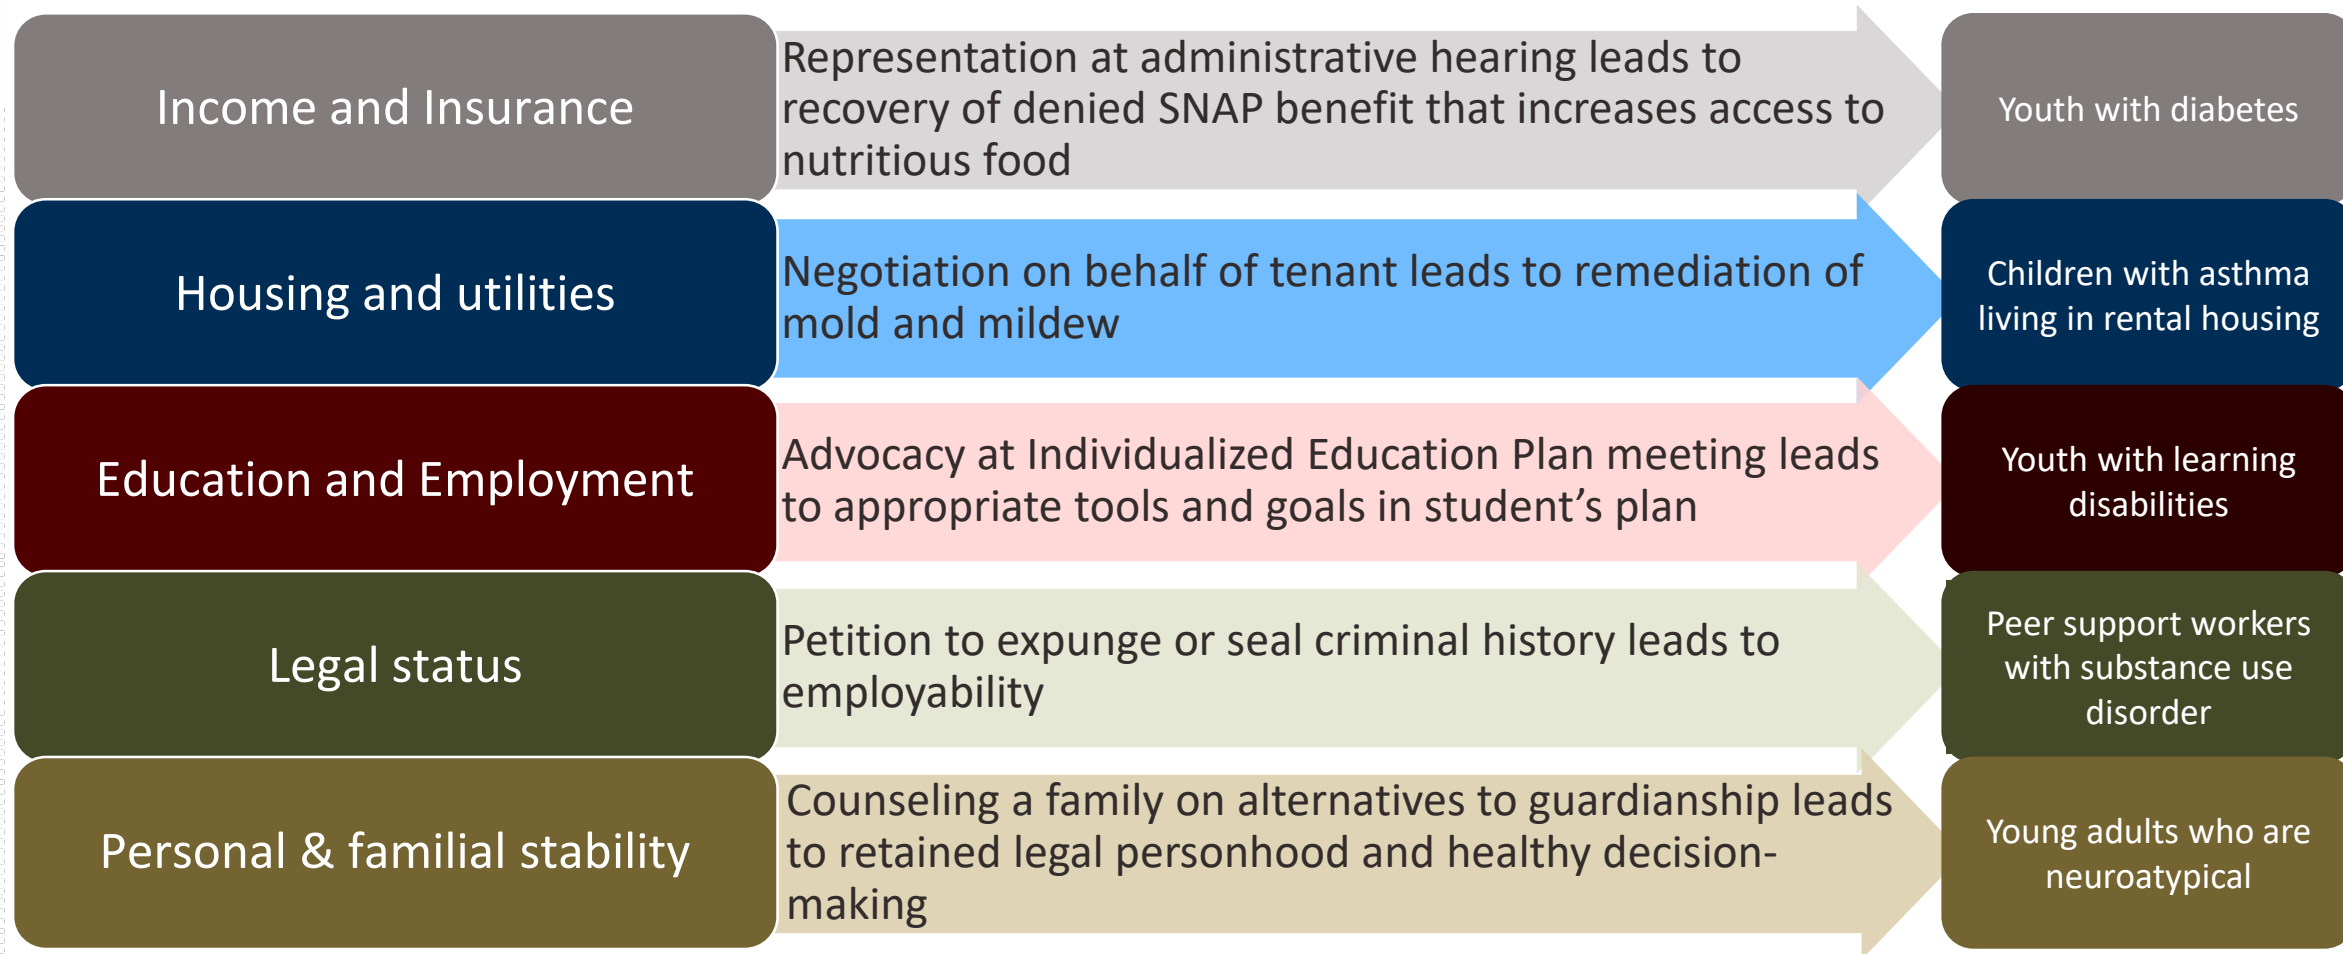 Income and Insurance
Representation at administrative hearing leads to
recovery of denied SNAP benefit that increases access to
nutritious food
Youth with diabetes
Housing and utilities
Negotiation on behalf of tenant leads to remediation of
mold and mildew
Children with asthma
living in rental housing
Education and Employment
Advocacy at Individualized Education Plan meeting leads
to appropriate tools and goals in student’s plan
Youth with learning
disabilities
Legal status
Petition to expunge or seal criminal history leads to
employability
Peer support workers
with substance use
disorder
Personal & familial stability
Counseling a family on alternatives to guardianship leads
to retained legal personhood and healthy decision-
making
Young adults who are
neuroatypical